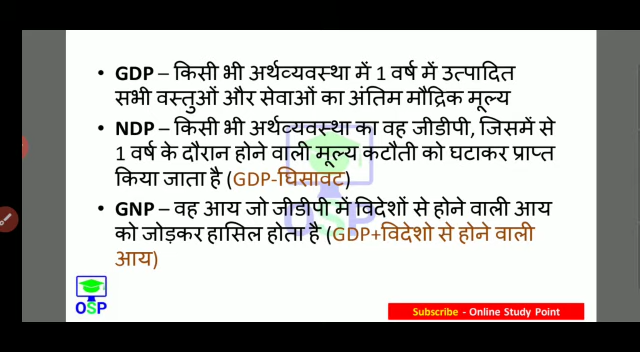 • GDP – किसी भी अर्थव्यवस्था में 1 वर्ष में उत्पादित
सभी वस्तुओं और सेवाओं का अंतिम मौद्रिक मूल्य
• NDP – किसी भी अर्थव्यवस्था का वह जीडीपी, जिसमें से
1 वर्ष के दौरान होने वाली मूल्य कटौती को घटाकर प्राप्त
किया जाता है (GDP-घिसावट)
• GNP – वह आय जो जीडीपी में विदेशों से होने वाली आय
को जोड़कर हासिल होता है (GDP+विदेशो से होने वाली
आय)
OSP
OSP
Subscribe - Online Study Point